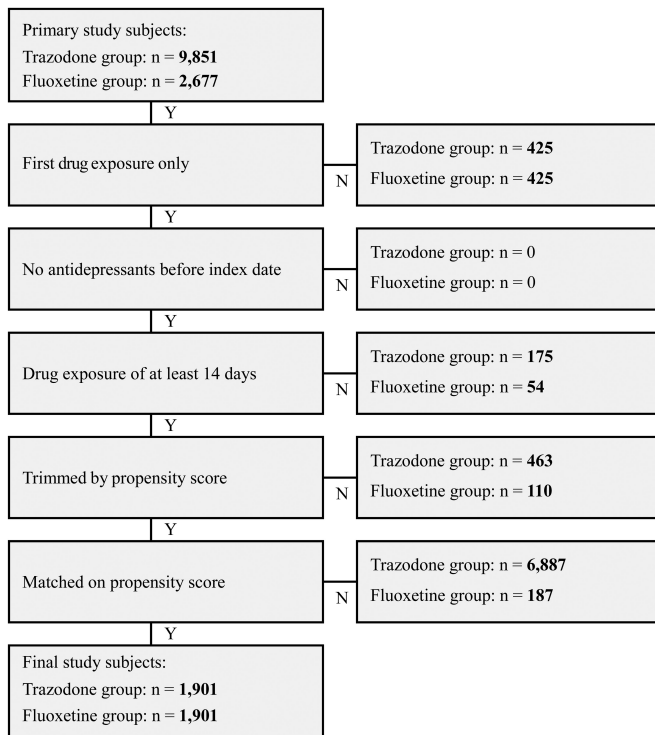 Primary study subjects:
Trazodone group: n = 9,851
Fluoxetine group: n = 2,677
Y
First drug exposure only
N
Trazodone group: n = 425
Fluoxetine group: n = 425
Y
No antidepressants before index date
N
Trazodone group: n = 0
Fluoxetine group: n = 0
Y
Drug exposure of at least 14 days
N
Trazodone group: n = 175
Fluoxetine group: n = 54
Y
Trimmed by propensity score
N
Trazodone group: n = 463
Fluoxetine group: n = 110
Y
Matched on propensity score
N
Trazodone group: n = 6,887
Fluoxetine group: n = 187
Y
Final study subjects:
Trazodone group: n = 1,901
Fluoxetine group: n = 1,901